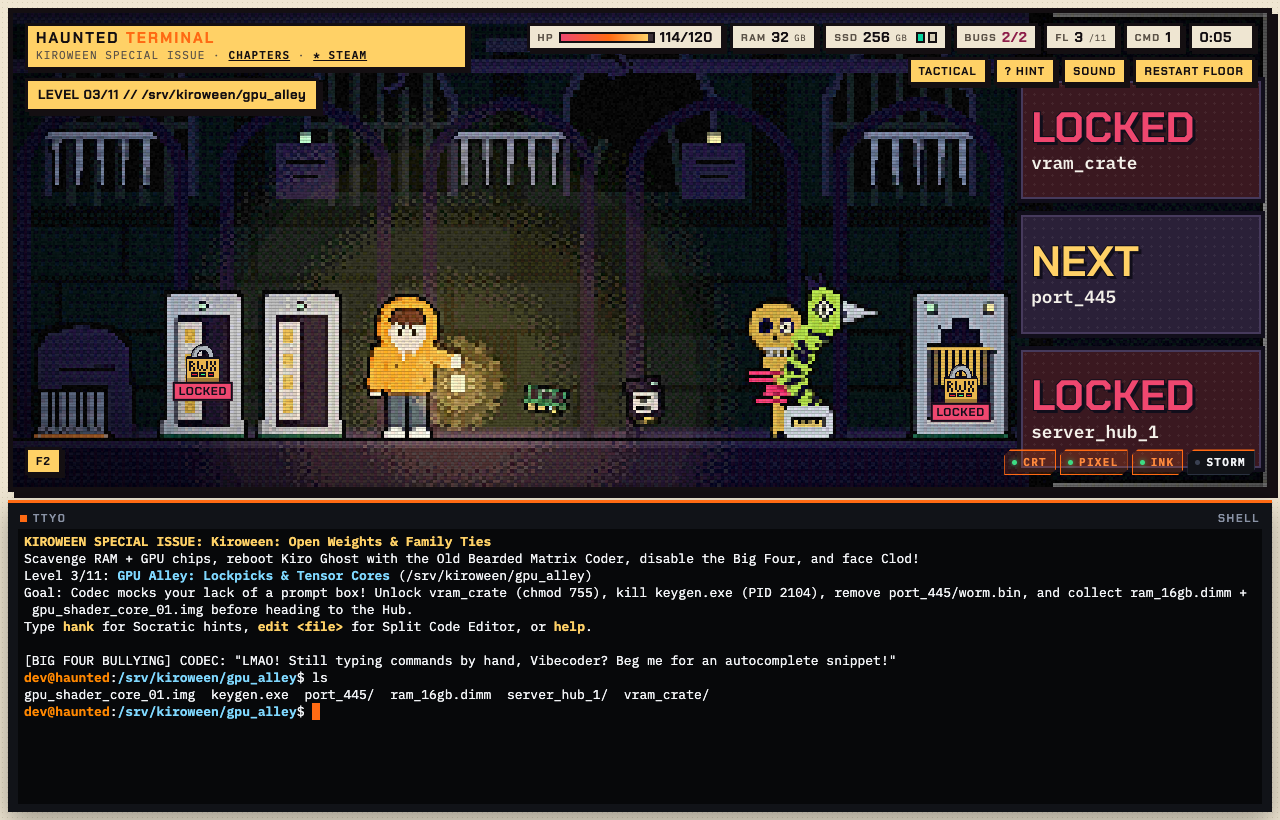 HAUNTED TERMINAL
KIROWEEN SPECIAL ISSUE · CHAPTERS · * STEAM
HP 114/120
RAM 32 GB
SSD 256 GB
BUGS 2/2
FL 3 /11
CMD 1
0:05
TACTICAL
? HINT
SOUND
RESTART FLOOR
LEVEL 03/11 // /srv/kiroween/gpu_alley
LOCKED
vram_crate
NEXT
port_445
LOCKED
server_hub_1
RWX
LOCKED
RWX
LOCKED
F2
CRT
PIXEL
INK
STORM
TTY0
SHELL
KIROWEEN SPECIAL ISSUE: Kiroween: Open Weights & Family Ties
Scavenge RAM + GPU chips, reboot Kiro Ghost with the Old Bearded Matrix Coder, disable the Big Four, and face Clod!
Level 3/11: GPU Alley: Lockpicks & Tensor Cores (/srv/kiroween/gpu_alley)
Goal: Codec mocks your lack of a prompt box! Unlock vram_crate (chmod 755), kill keygen.exe (PID 2104), remove port_445/worm.bin, and collect ram_16gb.dimm +
gpu_shader_core_01.img before heading to the Hub.
Type hank for Socratic hints, edit <file> for Split Code Editor, or help.
[BIG FOUR BULLYING] CODEC: "LMAO! Still typing commands by hand, Vibecoder? Beg me for an autocomplete snippet!"
dev@haunted:/srv/kiroween/gpu_alley$ ls
gpu_shader_core_01.img keygen.exe port_445/ ram_16gb.dimm server_hub_1/ vram_crate/
dev@haunted:/srv/kiroween/gpu_alley$